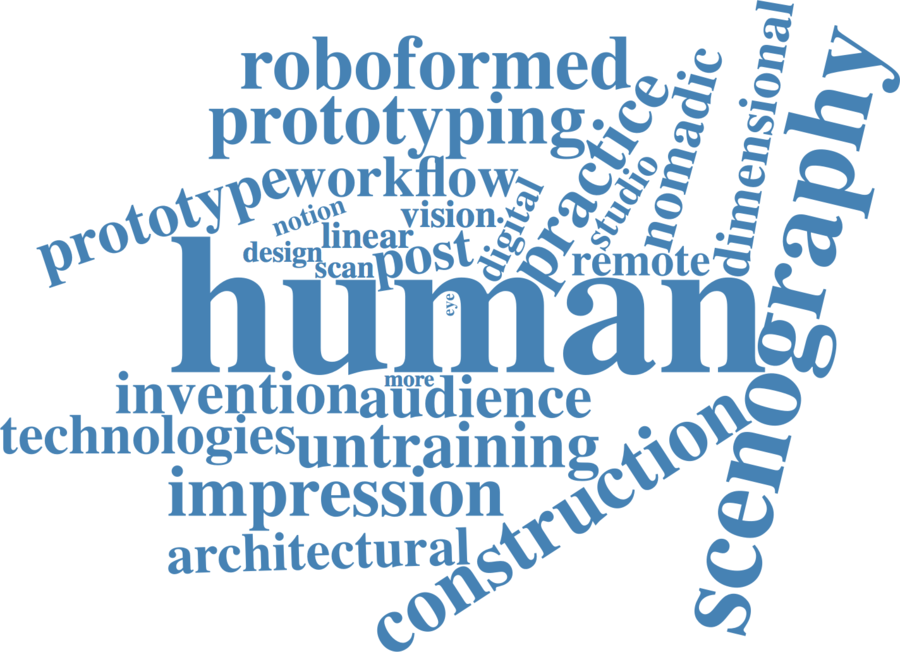 roboformed
prototyping
practice
nomadic
dimensional
scenography
prototype
workflow
notion
vision
digital
studio
design
linear
scan
post
remote
human
eye
more
invention
audience
technologies
untraining
construction
impression
architectural